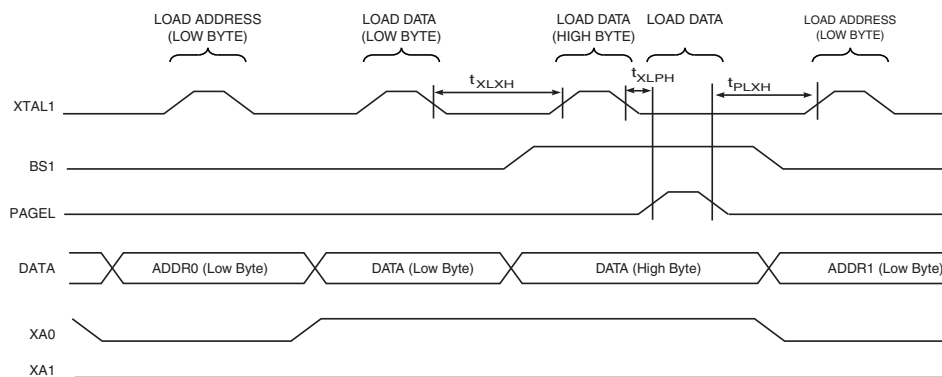 LOAD ADDRESS
(LOW BYTE)
LOAD DATA
(LOW BYTE)
LOAD DATA
(HIGH BYTE)
LOAD DATA
LOAD ADDRESS
(LOW BYTE)
tXLXH
tXLPH
tPLXH
XTAL1
BS1
PAGEL
DATA
ADDR0 (Low Byte)
DATA (Low Byte)
DATA (High Byte)
ADDR1 (Low Byte)
XA0
XA1